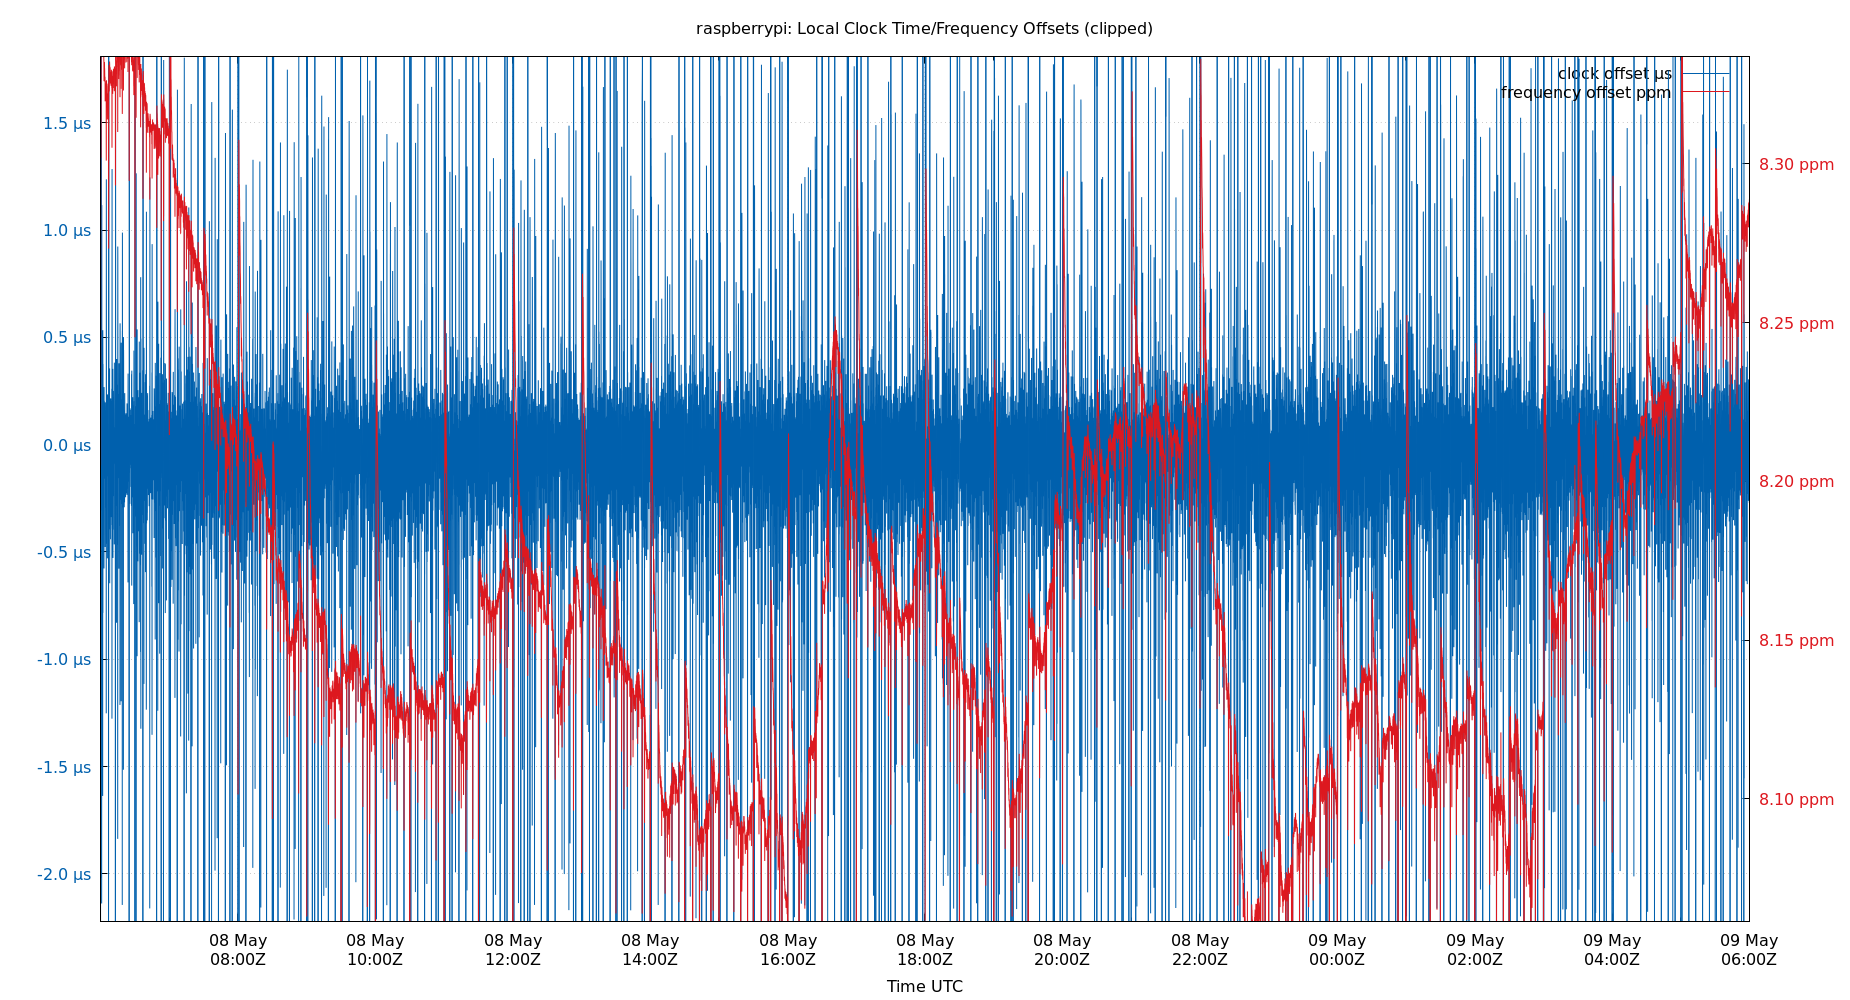 raspberrypi: Local Clock Time/Frequency Offsets (clipped)
clock offset µs
frequency offset ppm
1.5 µs
1.0 µs
0.5 µs
0.0 µs
-0.5 µs
-1.0 µs
-1.5 µs
-2.0 µs
8.30 ppm
8.25 ppm
8.20 ppm
8.15 ppm
8.10 ppm
08 May
08:00Z
08 May
10:00Z
08 May
12:00Z
08 May
14:00Z
08 May
16:00Z
08 May
18:00Z
08 May
20:00Z
08 May
22:00Z
09 May
00:00Z
09 May
02:00Z
09 May
04:00Z
09 May
06:00Z
Time UTC